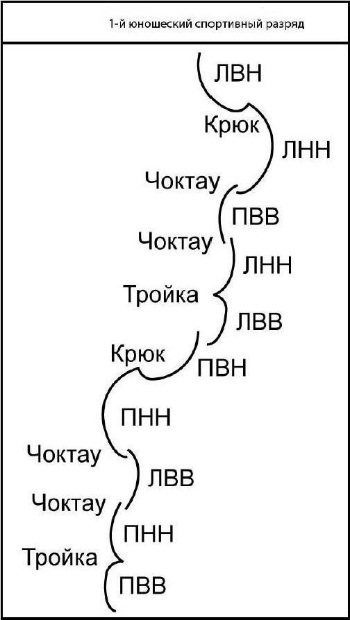 1-й юношеский спортивный разряд
ЛВН
Крюк
ЛНН
Чоктау
ПВВ
Чоктау
ЛНН
Тройка
ЛВВ
Крюк
ПВН
ПНН
Чоктау
ЛВВ
Чоктау
ПНН
Тройка
ПВВ